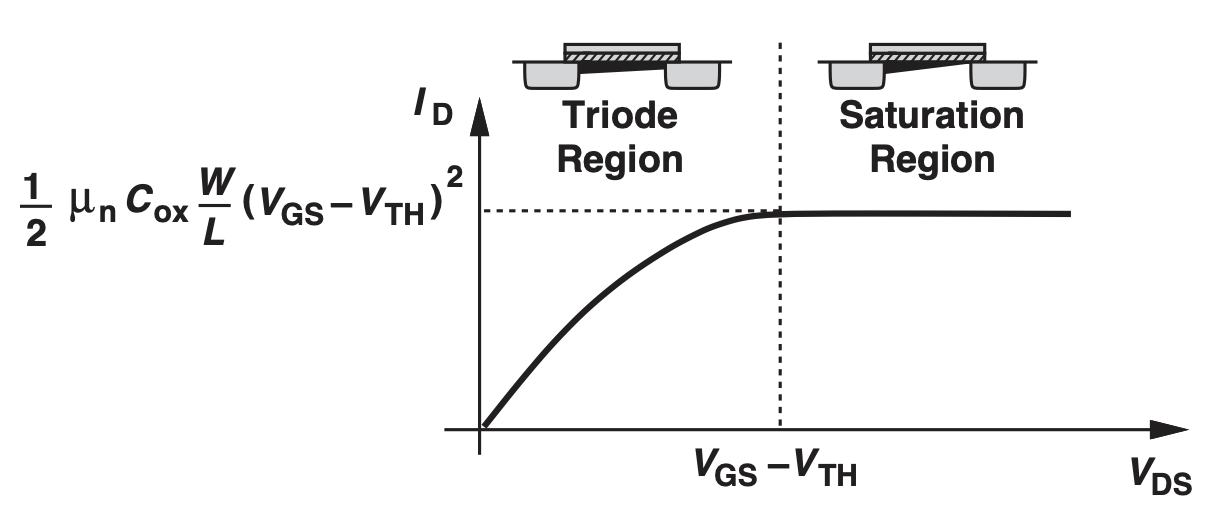 I_D
Triode
Region
Saturation
Region
1/2 μ_n C_ox W/L (V_GS – V_TH)^2
V_GS – V_TH
V_DS